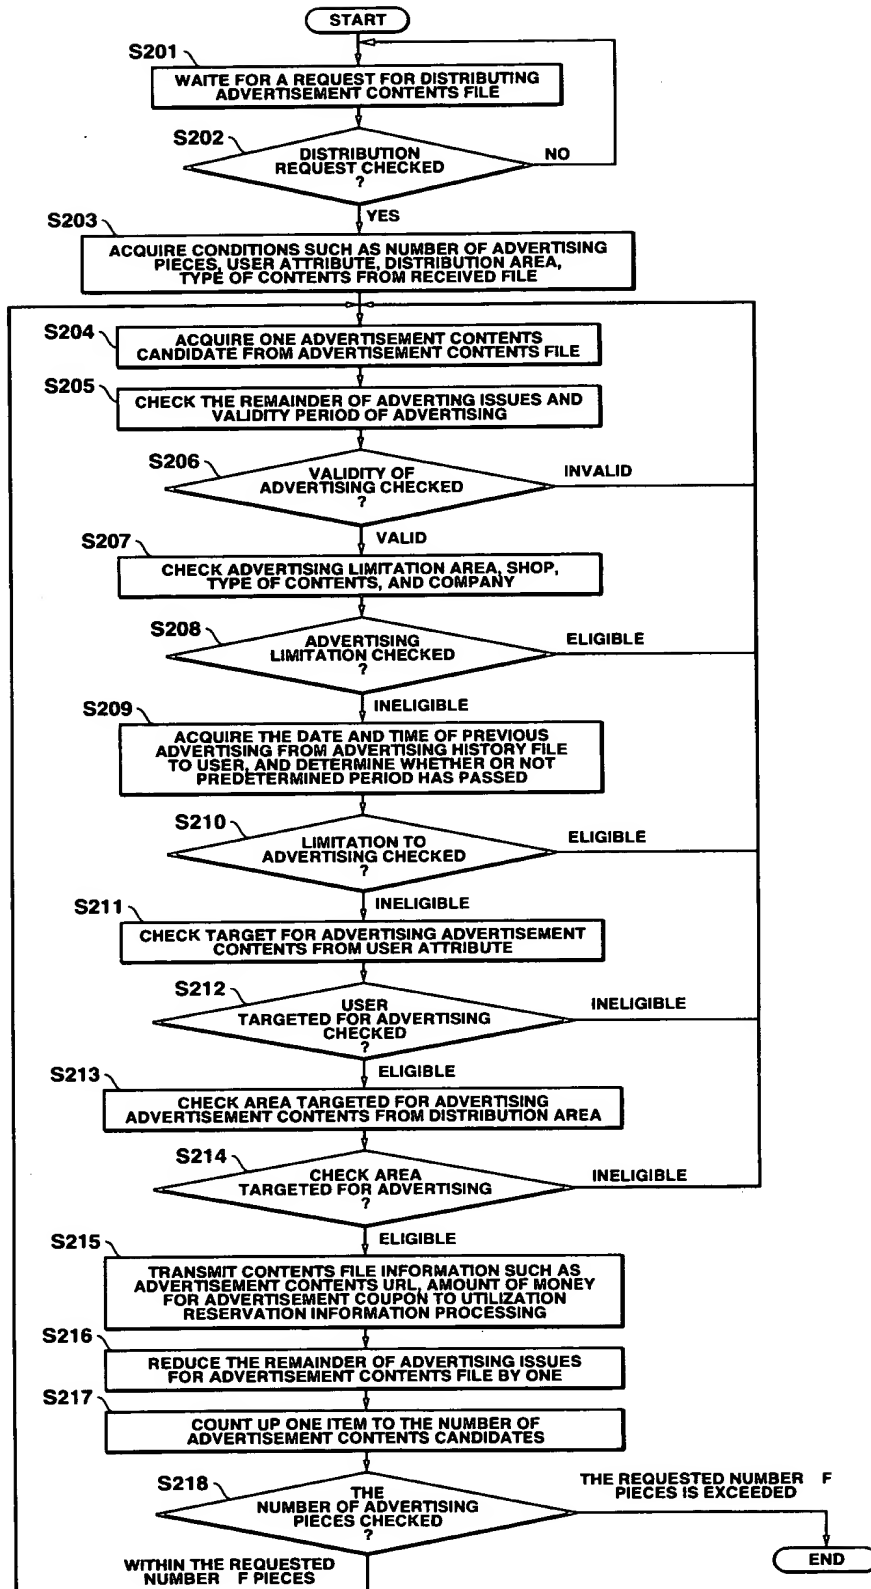 START
S201
WAITE FOR A REQUEST FOR DISTRIBUTING
ADVERTISEMENT CONTENTS FILE
S202
DISTRIBUTION
REQUEST CHECKED
?
NO
YES
S203
ACQUIRE CONDITIONS SUCH AS NUMBER OF ADVERTISING
PIECES, USER ATTRIBUTE, DISTRIBUTION AREA,
TYPE OF CONTENTS FROM RECEIVED FILE
S204
ACQUIRE ONE ADVERTISEMENT CONTENTS
CANDIDATE FROM ADVERTISEMENT CONTENTS FILE
S205
CHECK THE REMAINDER OF ADVERTING ISSUES AND
VALIDITY PERIOD OF ADVERTISING
S206
VALIDITY OF
ADVERTISING CHECKED
?
INVALID
VALID
S207
CHECK ADVERTISING LIMITATION AREA, SHOP,
TYPE OF CONTENTS, AND COMPANY
S208
ADVERTISING
LIMITATION CHECKED
?
ELIGIBLE
INELIGIBLE
S209
ACQUIRE THE DATE AND TIME OF PREVIOUS
ADVERTISING FROM ADVERTISING HISTORY FILE
TO USER, AND DETERMINE WHETHER OR NOT
PREDETERMINED PERIOD HAS PASSED
S210
LIMITATION TO
ADVERTISING CHECKED
?
ELIGIBLE
INELIGIBLE
S211
CHECK TARGET FOR ADVERTISING ADVERTISEMENT
CONTENTS FROM USER ATTRIBUTE
S212
USER
TARGETED FOR ADVERTISING
CHECKED
?
INELIGIBLE
ELIGIBLE
S213
CHECK AREA TARGETED FOR ADVERTISING
ADVERTISEMENT CONTENTS FROM DISTRIBUTION AREA
S214
CHECK AREA
TARGETED FOR ADVERTISING
?
INELIGIBLE
ELIGIBLE
S215
TRANSMIT CONTENTS FILE INFORMATION SUCH AS
ADVERTISEMENT CONTENTS URL, AMOUNT OF MONEY
FOR ADVERTISEMENT COUPON TO UTILIZATION
RESERVATION INFORMATION PROCESSING
S216
REDUCE THE REMAINDER OF ADVERTISING ISSUES
FOR ADVERTISEMENT CONTENTS FILE BY ONE
S217
COUNT UP ONE ITEM TO THE NUMBER OF
ADVERTISEMENT CONTENTS CANDIDATES
S218
THE
NUMBER OF ADVERTISING
PIECES CHECKED
?
THE REQUESTED NUMBER F
PIECES IS EXCEEDED
END
WITHIN THE REQUESTED
NUMBER F PIECES